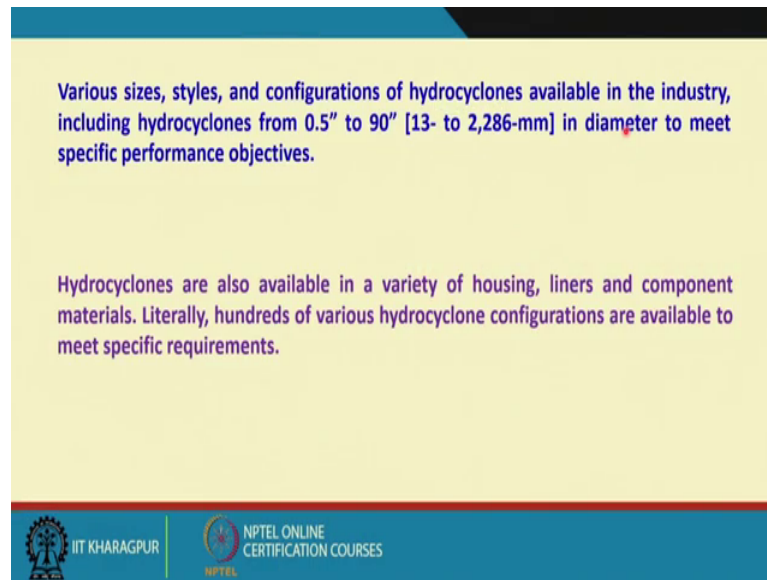 Various sizes, styles, and configurations of hydrocyclones available in the industry,
including hydrocyclones from 0.5” to 90” [13- to 2,286-mm] in diameter to meet
specific performance objectives.
Hydrocyclones are also available in a variety of housing, liners and component
materials. Literally, hundreds of various hydrocyclone configurations are available to
meet specific requirements.
IIT KHARAGPUR
NPTEL ONLINE
CERTIFICATION COURSES
NPTEL